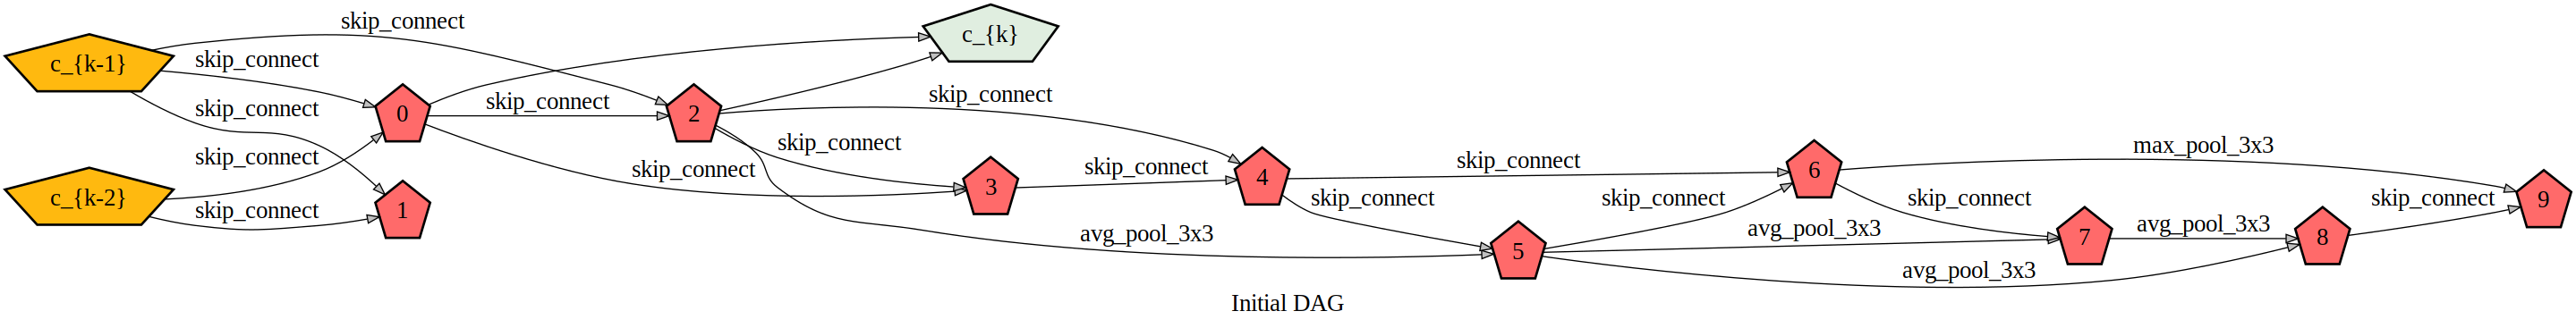 skip_connect
c_{k}
c_{k-1}
skip_connect
skip_connect
skip_connect
0
skip_connect
2
skip_connect
skip_connect
c_{k-2}
skip_connect
1
skip_connect
3
skip_connect
4
skip_connect
skip_connect
avg_pool_3x3
5
skip_connect
6
max_pool_3x3
skip_connect
avg_pool_3x3
7
avg_pool_3x3
8
avg_pool_3x3
skip_connect
9
Initial DAG